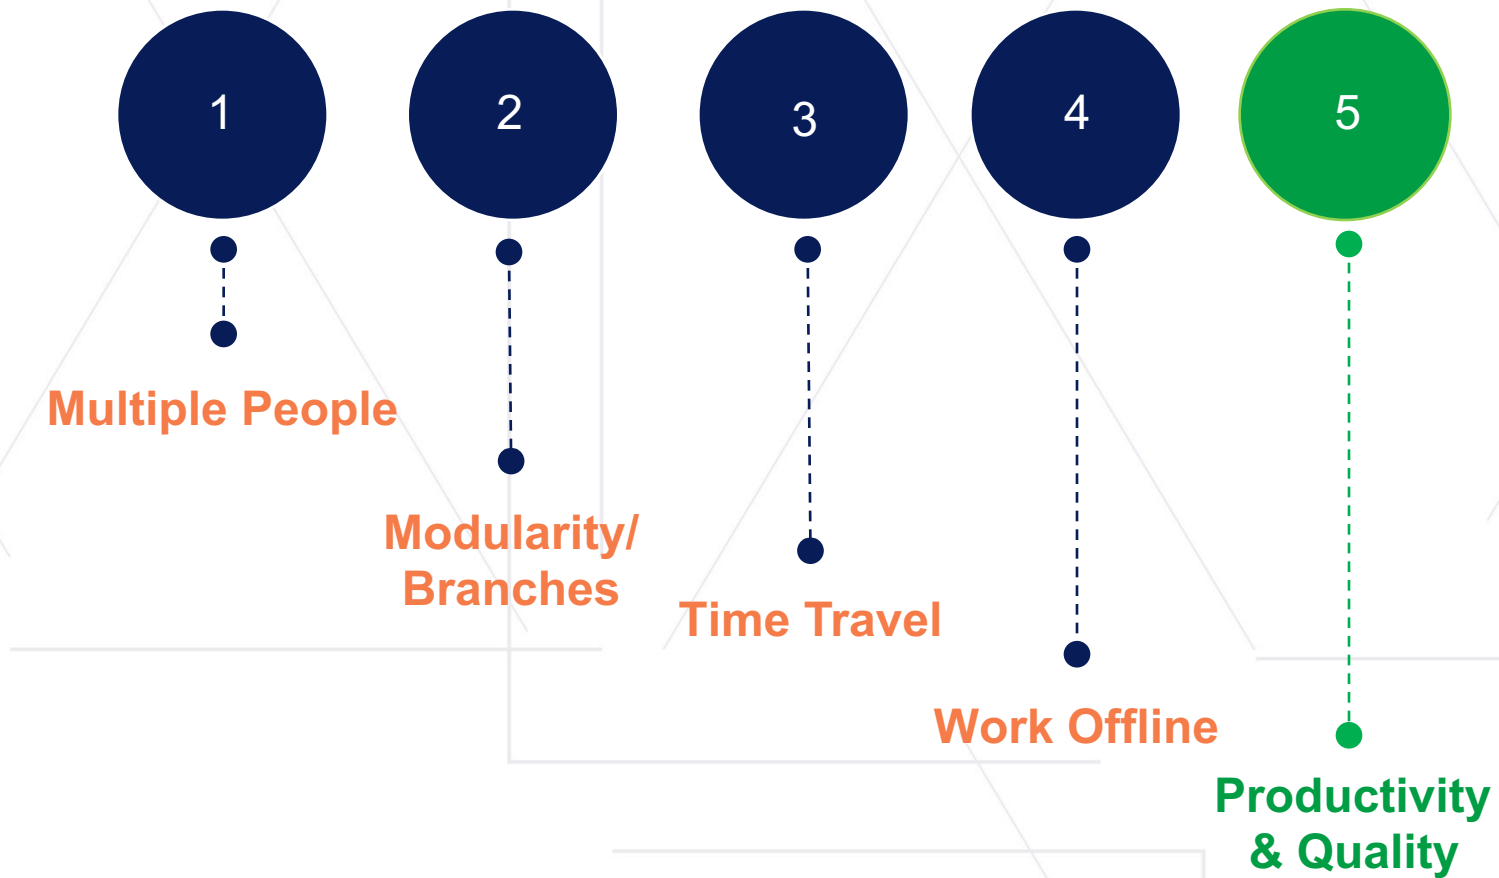 1
2
3
4
5
Multiple People
Modularity/
Branches
Time Travel
Work Offline
Productivity
& Quality